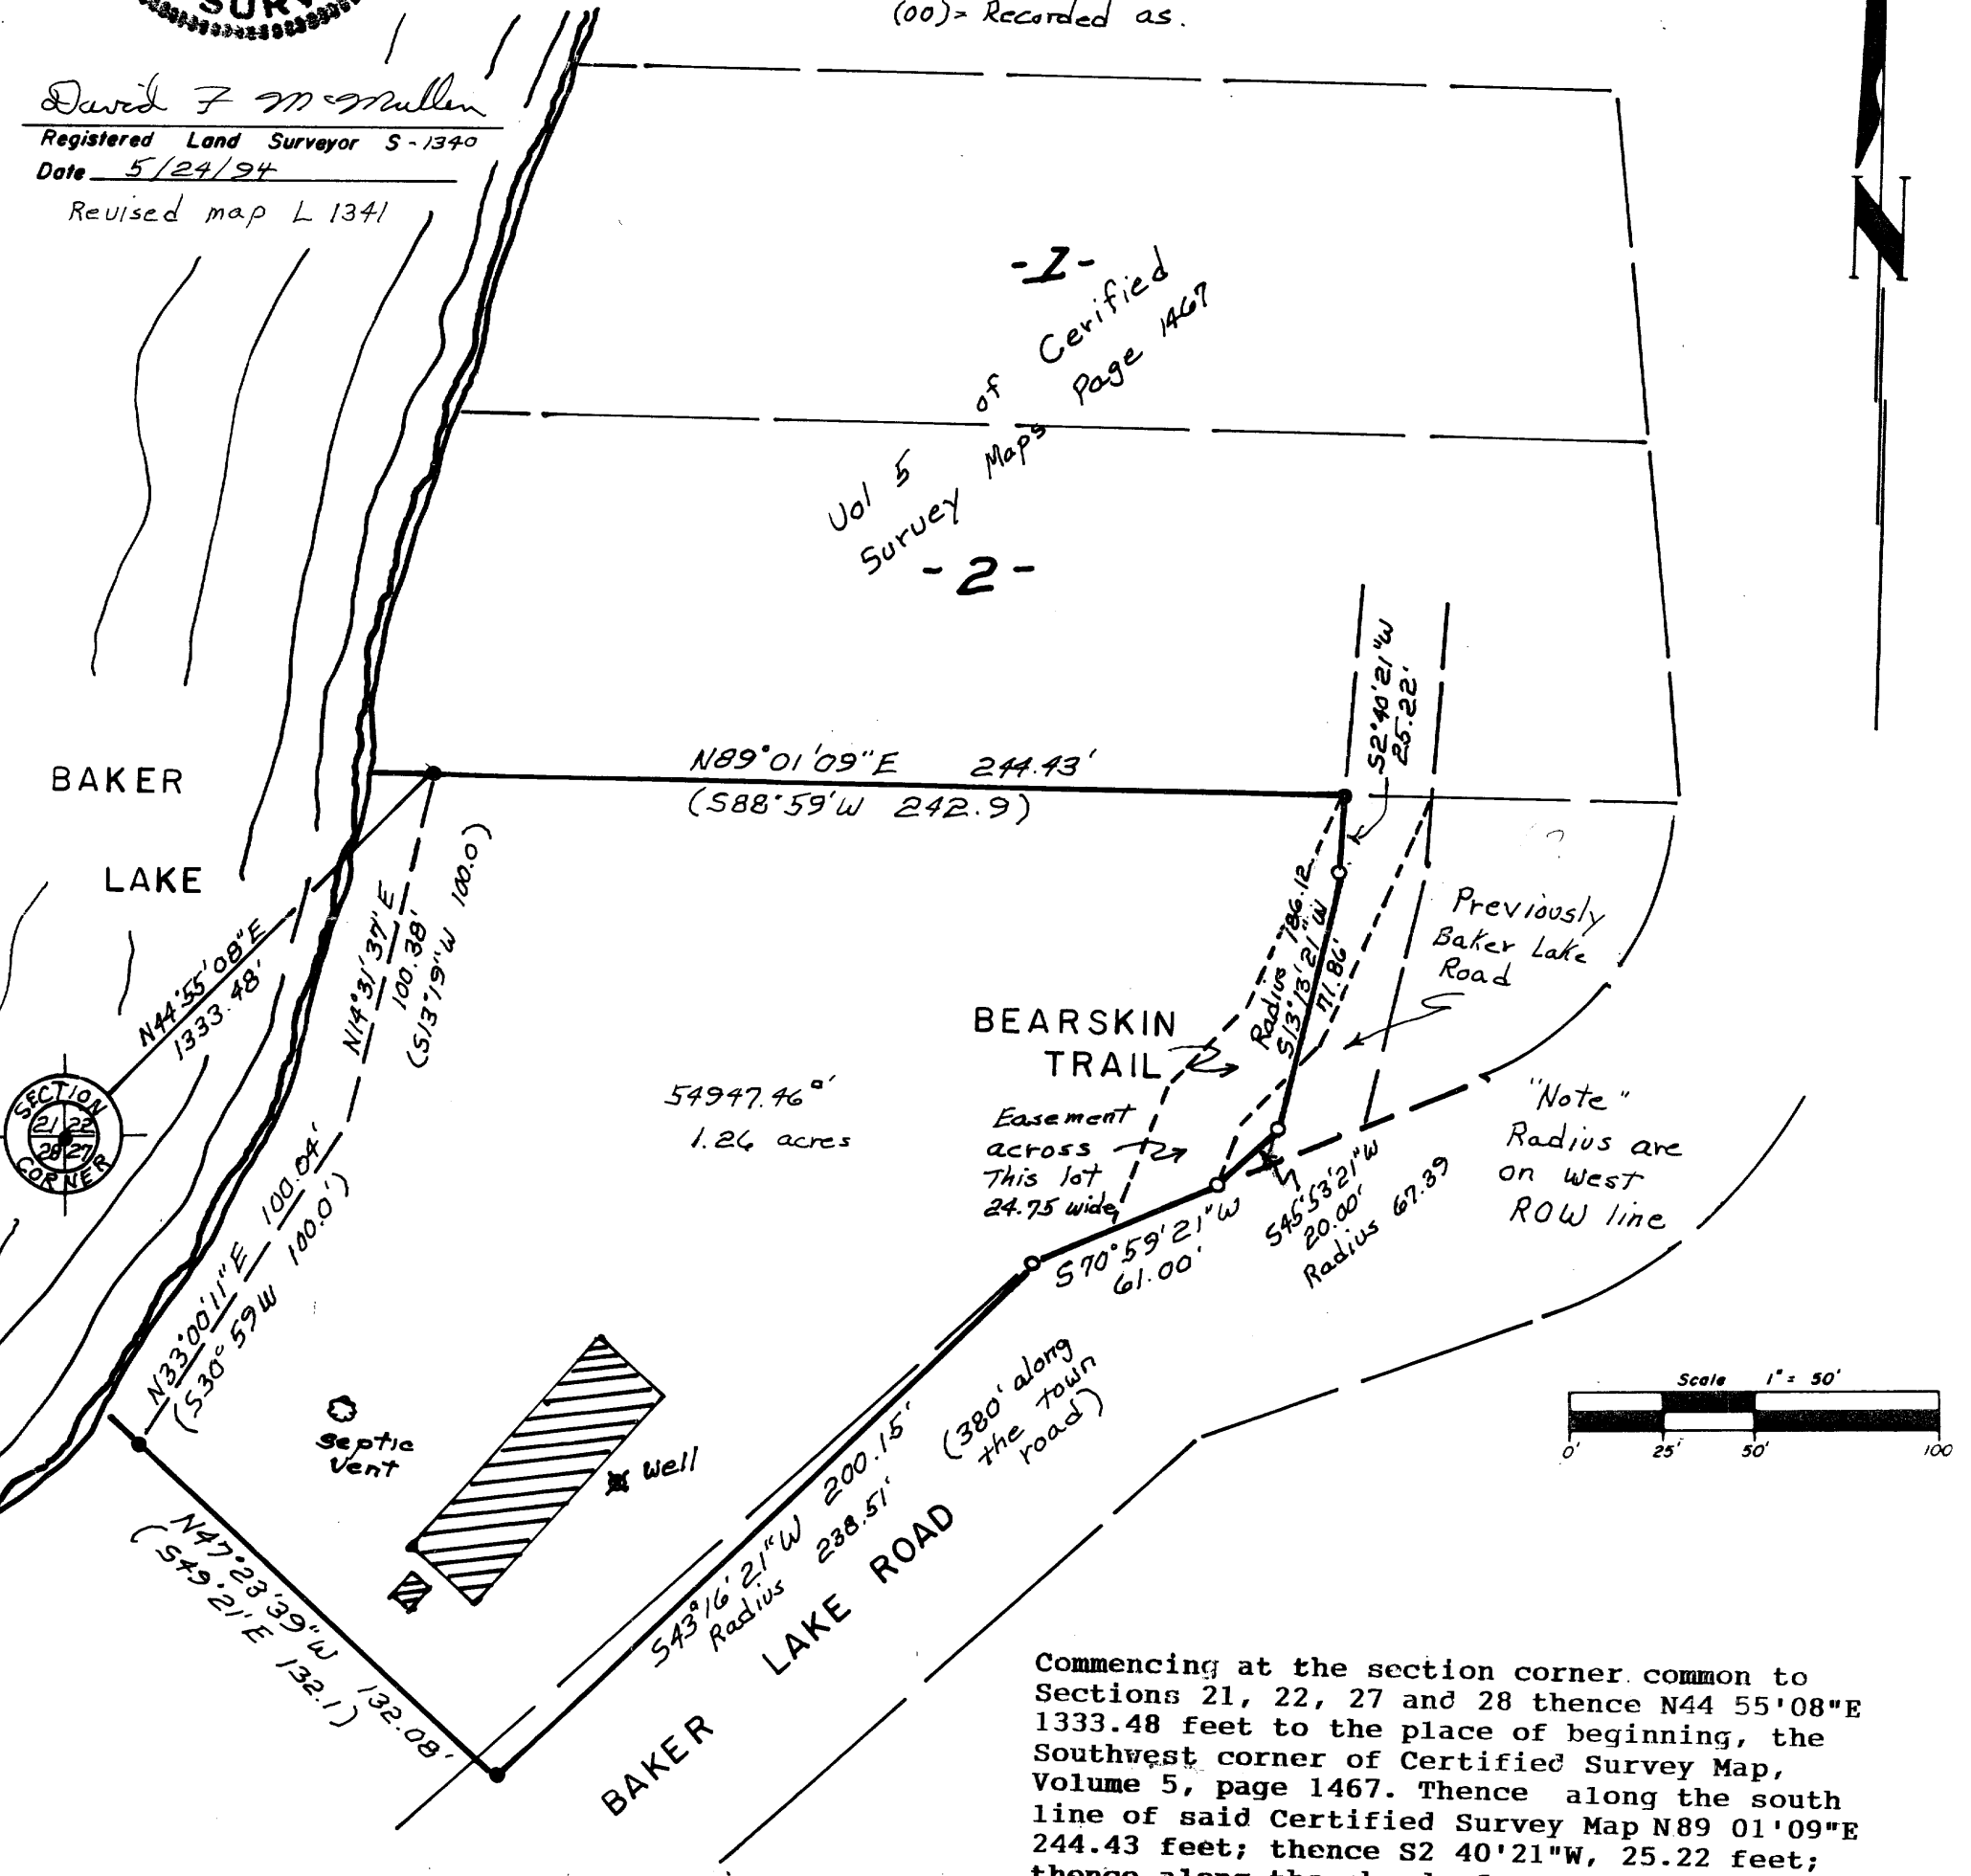 SURV
(00)= Recorded as.
David F McMullen
Registered Land Surveyor S-1340
Date 5/24/94
Revised map L 1341
N
-1-
Vol 5 of Cerified
Survey Maps Page 1467
-2-
S2°40'21"W
25.22'
BAKER
LAKE
N89°01'09"E 244.43'
(S88°59'W 242.9)
N44°55'08"E
1333.48'
N14°31'37"E
100.38'
(S13°19"W 100.0)
Radius 786.12
S13°13'21"W
71.86'
Previously
Baker Lake
Road
BEARSKIN
TRAIL
SECTION
21 22
28 27
CORNER
54947.46□'
1.26 acres
Easement
across
This lot
24.75 wide
"Note"
Radius are
on west
ROW line
N33°00'11"E 100.04'
(S30°59W 100.0')
S45°53'21"W
20.00'
Radius 67.39
S70°59'21"W
61.00'
(380' along
the town
road)
Scale 1"= 50'
0' 25' 50' 100
Septic
Vent
Well
N47°23'39"W 132.08'
(S49°21'E 132.1)
S43°16'21"W 200.15'
Radius 238.51'
BAKER LAKE ROAD
Commencing at the section corner common to
Sections 21, 22, 27 and 28 thence N44 55'08"E
1333.48 feet to the place of beginning, the
Southwest corner of Certified Survey Map,
Volume 5, page 1467. Thence along the south
line of said Certified Survey Map N89 01'09"E
244.43 feet; thence S2 40'21"W, 25.22 feet;
thence along the